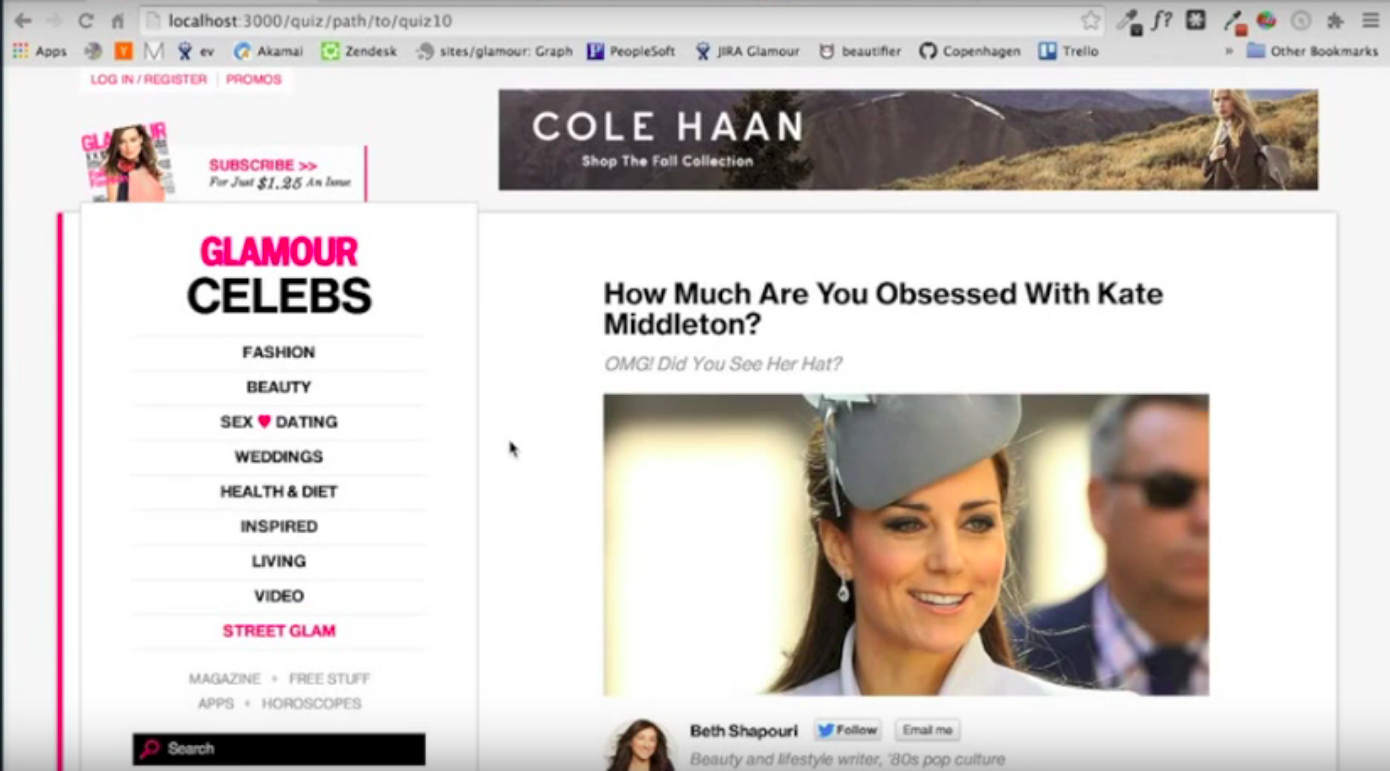 localhost:3000/quiz/path/to/quiz10
f?
Apps
Y
M
ev
Akamai
Zendesk
sites/glamour: Graph
P
PeopleSoft
JIRA Glamour
beautifier
Copenhagen
Trello
»
Other Bookmarks
LOG IN / REGISTER
PROMOS
COLE HAAN
Shop The Fall Collection
GLAMOUR
SUBSCRIBE >>
For Just $1.25 An Issue
GLAMOUR
CELEBS
FASHION
BEAUTY
SEX ♥ DATING
WEDDINGS
HEALTH & DIET
INSPIRED
LIVING
VIDEO
STREET GLAM
MAGAZINE + FREE STUFF
APPS + HOROSCOPES
Search
How Much Are You Obsessed With Kate
Middleton?
OMG! Did You See Her Hat?
Beth Shapouri
Follow
Email me
Beauty and lifestyle writer, '80s pop culture